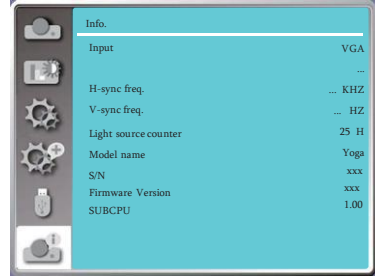 Info.
Input VGA
...
H-sync freq. ... KHZ
V-sync freq. ... HZ
Light source counter 25 H
Model name Yoga
S/N xxx
Firmware Version xxx
SUBCPU 1.00